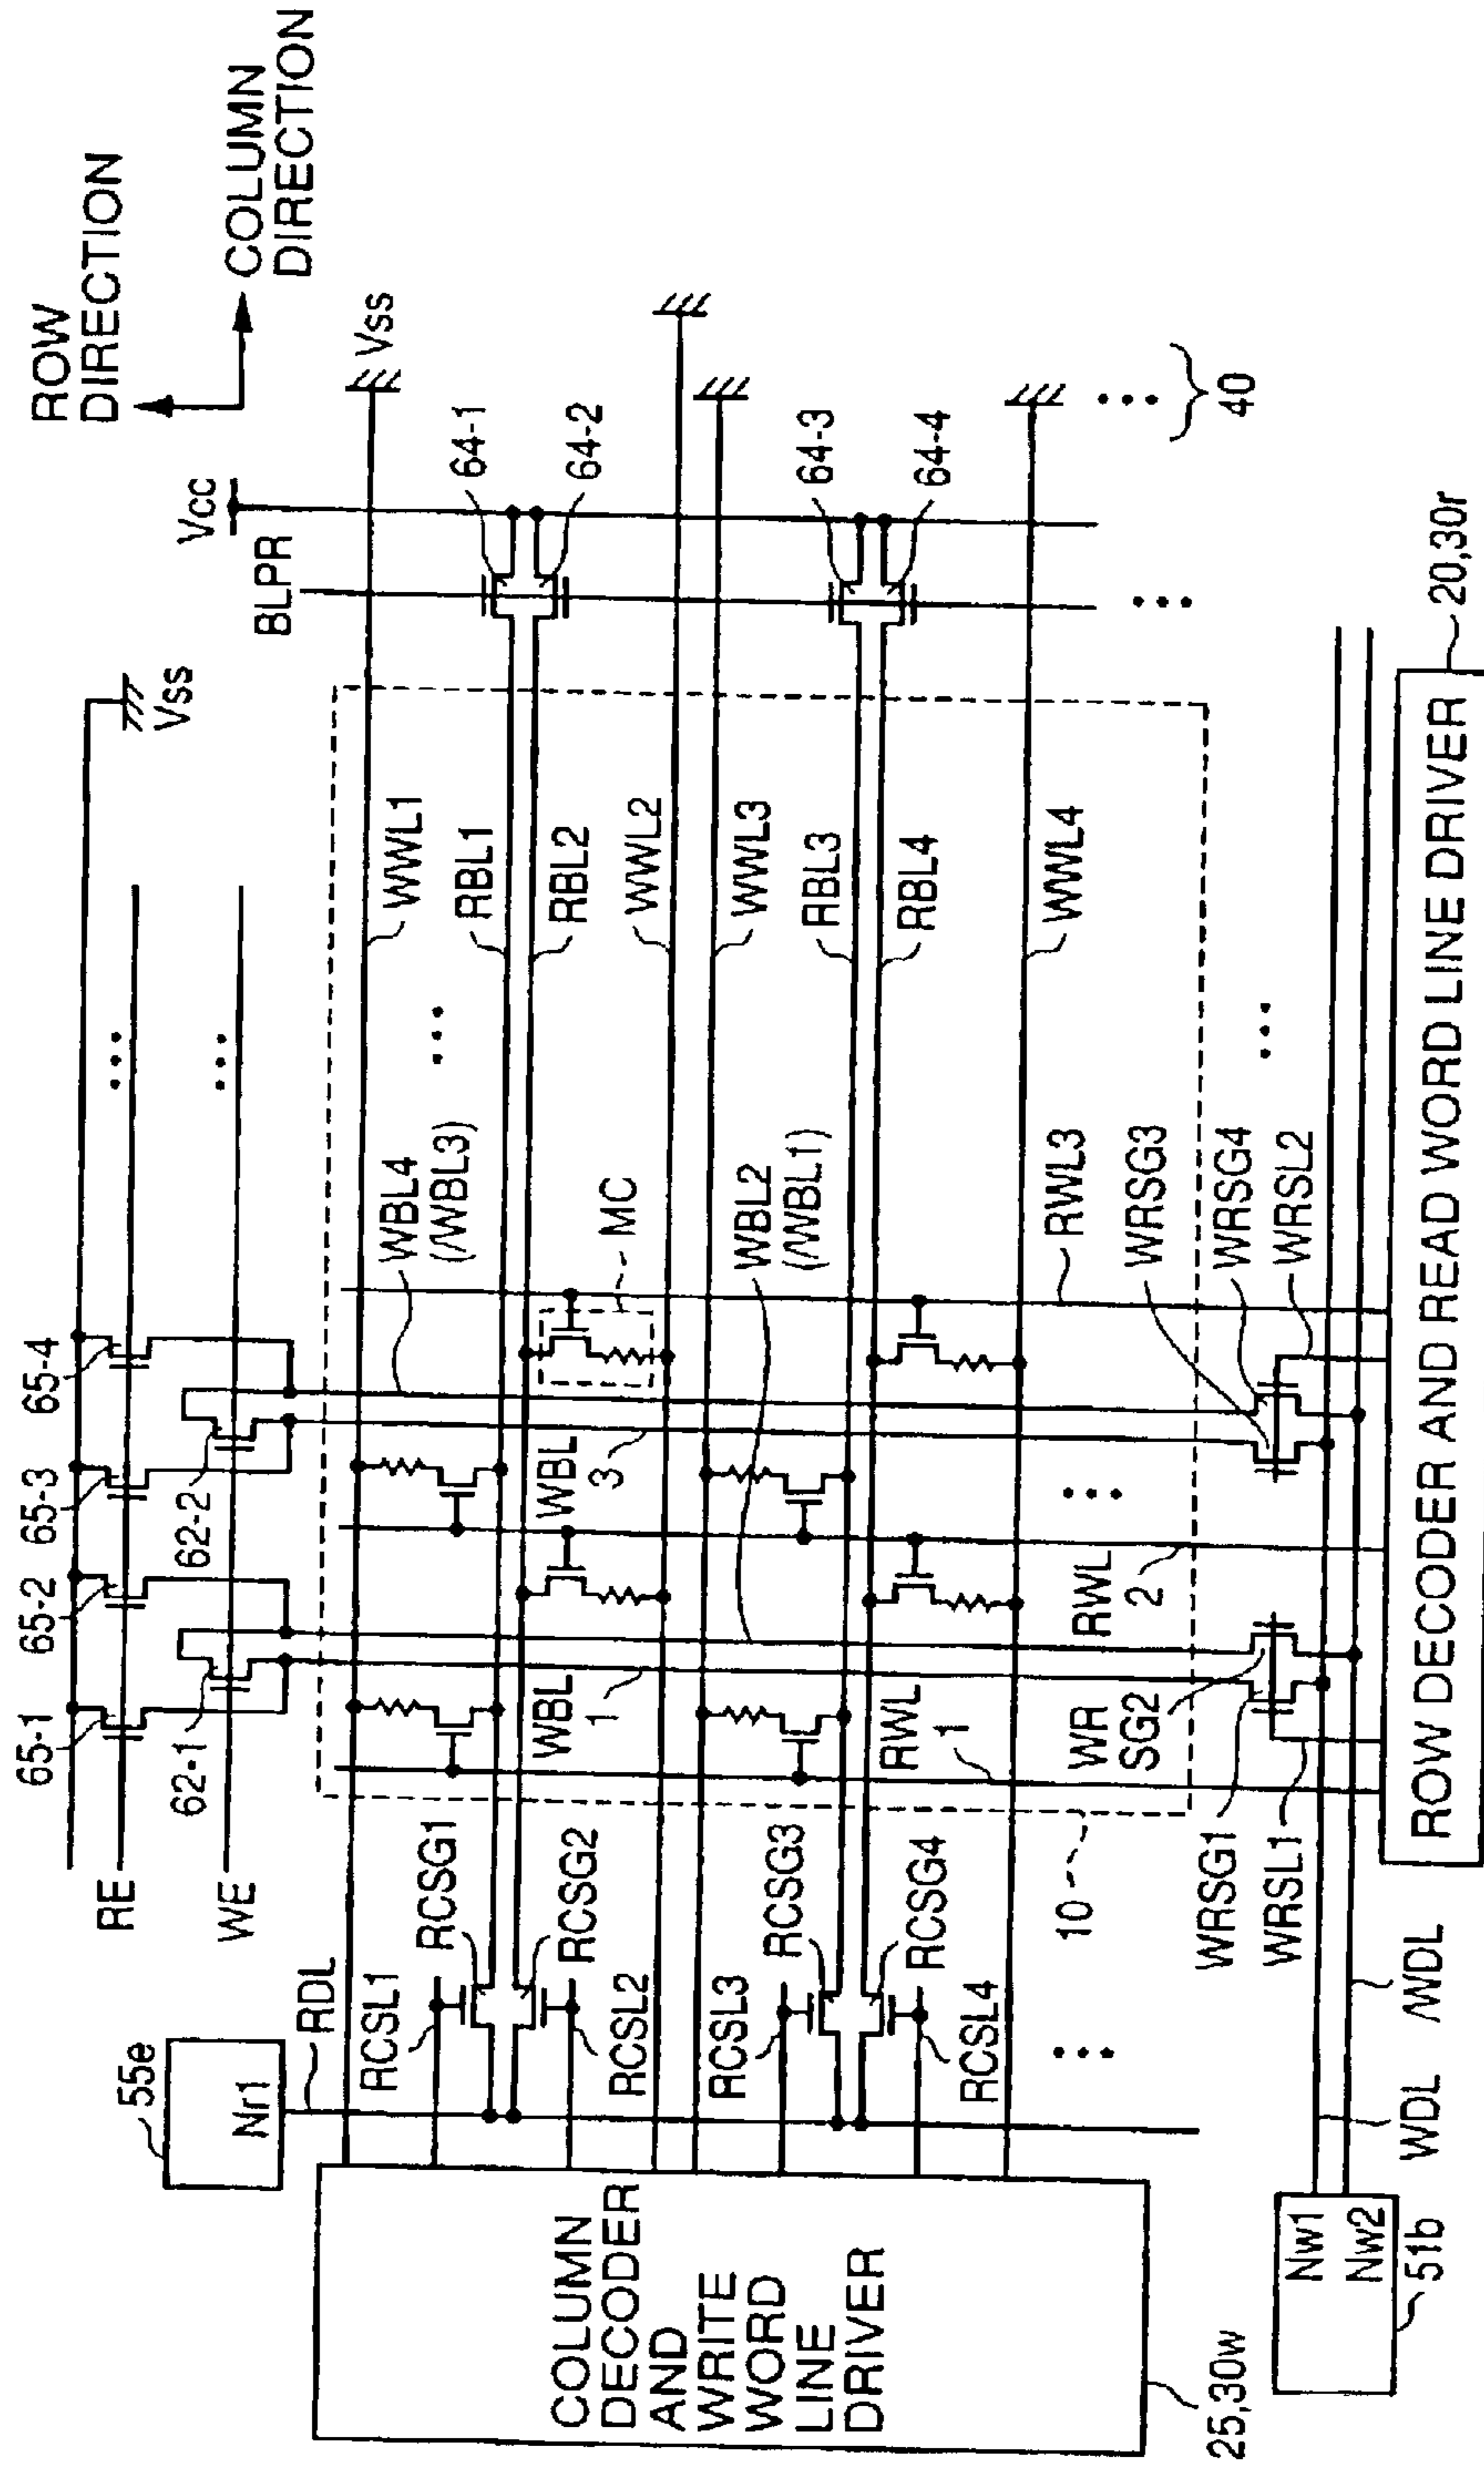 ROW
DIRECTION
COLUMN
DIRECTION
65-1
65-2
65-3
65-4
RE
62-1
62-2
WE
Vss
Vcc
BLPR
Vss
55e
Nr1
RDL
RCSL1
RCSG1
RCSG2
RCSL2
RCSL3
RCSG3
RCSG4
RCSL4
WBL4
(/WBL3)
WWL1
RBL1
RBL2
WWL2
WWL3
RBL3
RBL4
WWL4
64-1
64-2
64-3
64-4
40
WBL
1
WBL
3
MC
WBL2
(/WBL1)
RWL
1
RWL
2
RWL3
10
WR
SG2
WRSG1
WRSL1
WRSG3
WRSG4
WRSL2
COLUMN
DECODER
AND
WRITE
WORD
LINE
DRIVER
25,30w
Nw1
Nw2
51b
WDL
/WDL
ROW DECODER AND READ WORD LINE DRIVER
20,30r